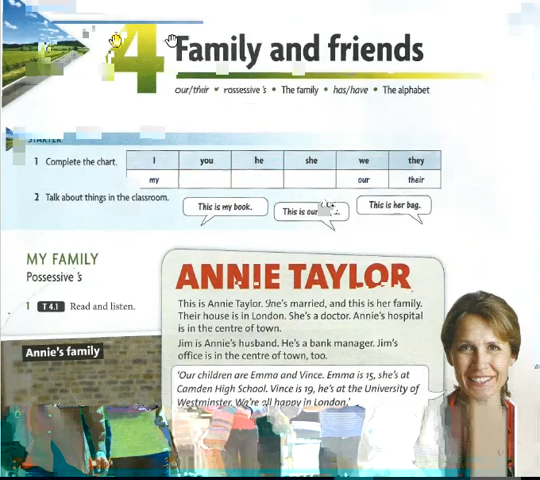 4 Family and friends
our/their • Possessive 's • The family • has/have • The alphabet
STARTER
1 Complete the chart.
I you he she we they
my our their
2 Talk about things in the classroom.
This is my book.
This is our
This is her bag.
MY FAMILY
Possessive 's
1 T 4.1 Read and listen.
Annie's family
ANNIE TAYLOR
This is Annie Taylor. She's married, and this is her family.
Their house is in London. She's a doctor. Annie's hospital
is in the centre of town.
Jim is Annie's husband. He's a bank manager. Jim's
office is in the centre of town, too.
'Our children are Emma and Vince. Emma is 15, she's at
Camden High School. Vince is 19, he's at the University of
Westminster. We're all happy in London.'